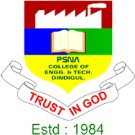 PSNA
COLLEGE OF
ENGG. & TECH.
DINDIGUL.
TRUST IN GOD
Estd : 1984